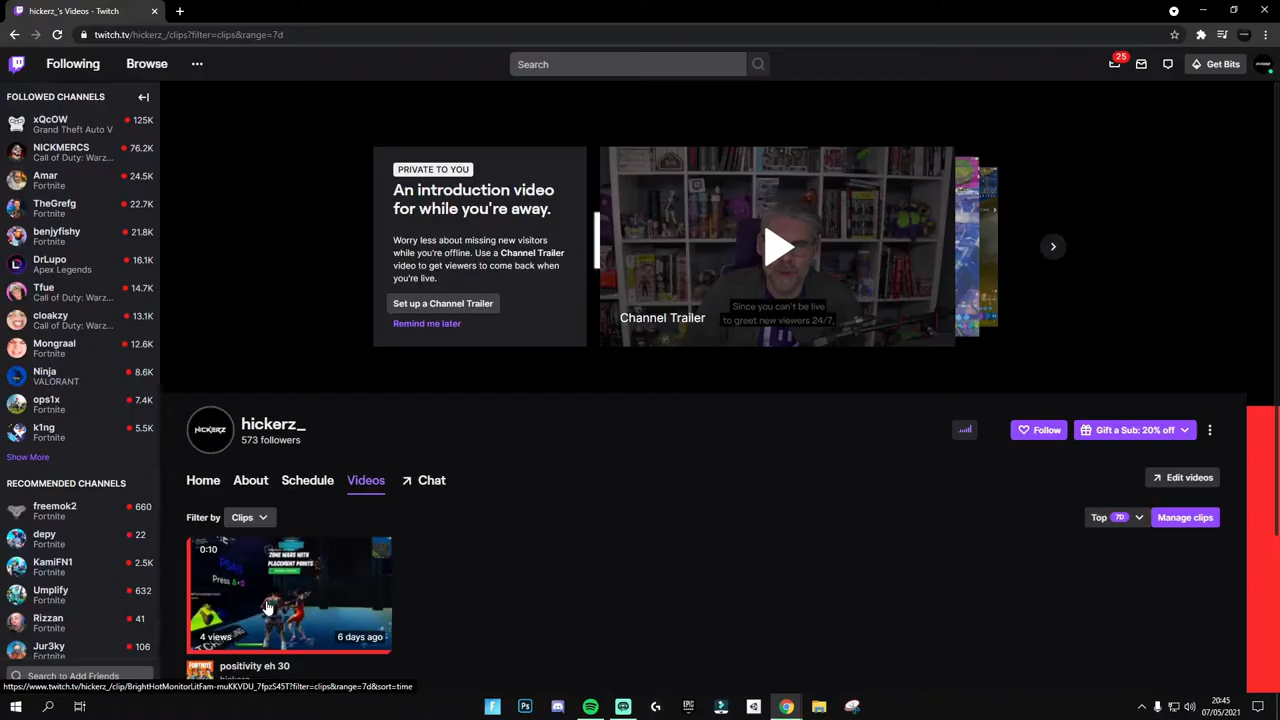 hickerz_'s Videos - Twitch
twitch.tv/hickerz_/clips?filter=clips&range=7d
Following
Browse
Search
25
Get Bits
FOLLOWED CHANNELS
xQcOW
125K
Grand Theft Auto V
NICKMERCS
76.2K
Call of Duty: Warz...
Amar
24.5K
Fortnite
TheGrefg
22.7K
Fortnite
benjyfishy
21.8K
Fortnite
DrLupo
16.1K
Apex Legends
Tfue
14.7K
Call of Duty: Warz...
cloakzy
13.1K
Fortnite
Mongraal
12.6K
Fortnite
Ninja
8.6K
VALORANT
ops1x
7.4K
Fortnite
k1ng
5.5K
Fortnite
Show More
RECOMMENDED CHANNELS
freemok2
660
Fortnite
depy
22
Fortnite
KamiFN1
2.5K
Fortnite
Umplify
632
Fortnite
Rizzan
41
Fortnite
Jur3ky
106
Fortnite
Search to Add Friends
PRIVATE TO YOU
An introduction video
for while you're away.
Worry less about missing new visitors
while you're offline. Use a Channel Trailer
video to get viewers to come back when
you're live.
Set up a Channel Trailer
Remind me later
Channel Trailer
Since you can't be live
to greet new viewers 24/7,
HICKERZ
hickerz_
573 followers
Follow
Gift a Sub: 20% off
Home
About
Schedule
Videos
Chat
Edit videos
Filter by
Clips
Top
7D
Manage clips
0:10
ZONE WARS WITH
PLACEMENT POINTS
PS4/5
Press
4 views
6 days ago
FORTNITE
positivity eh 30
https://www.twitch.tv/hickerz_/clip/BrightHotMonitorLitFam-muKKVDU_7fpzS45T?filter=clips&range=7d&sort=time
EPIC
20:45
07/05/2021